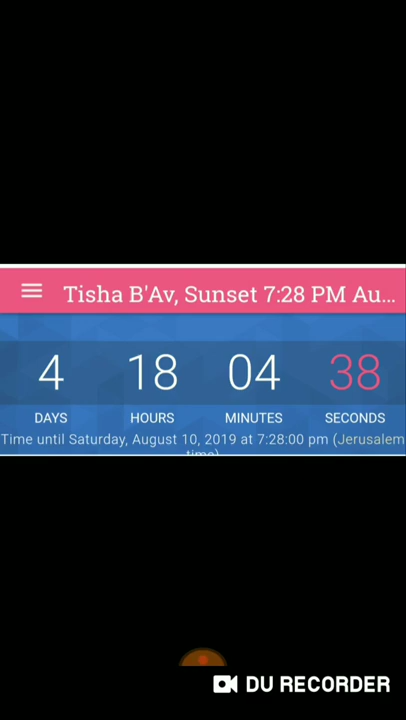 Tisha B'Av, Sunset 7:28 PM Au...
4 18 04 38
DAYS HOURS MINUTES SECONDS
Time until Saturday, August 10, 2019 at 7:28:00 pm (Jerusalem
time)
DU RECORDER